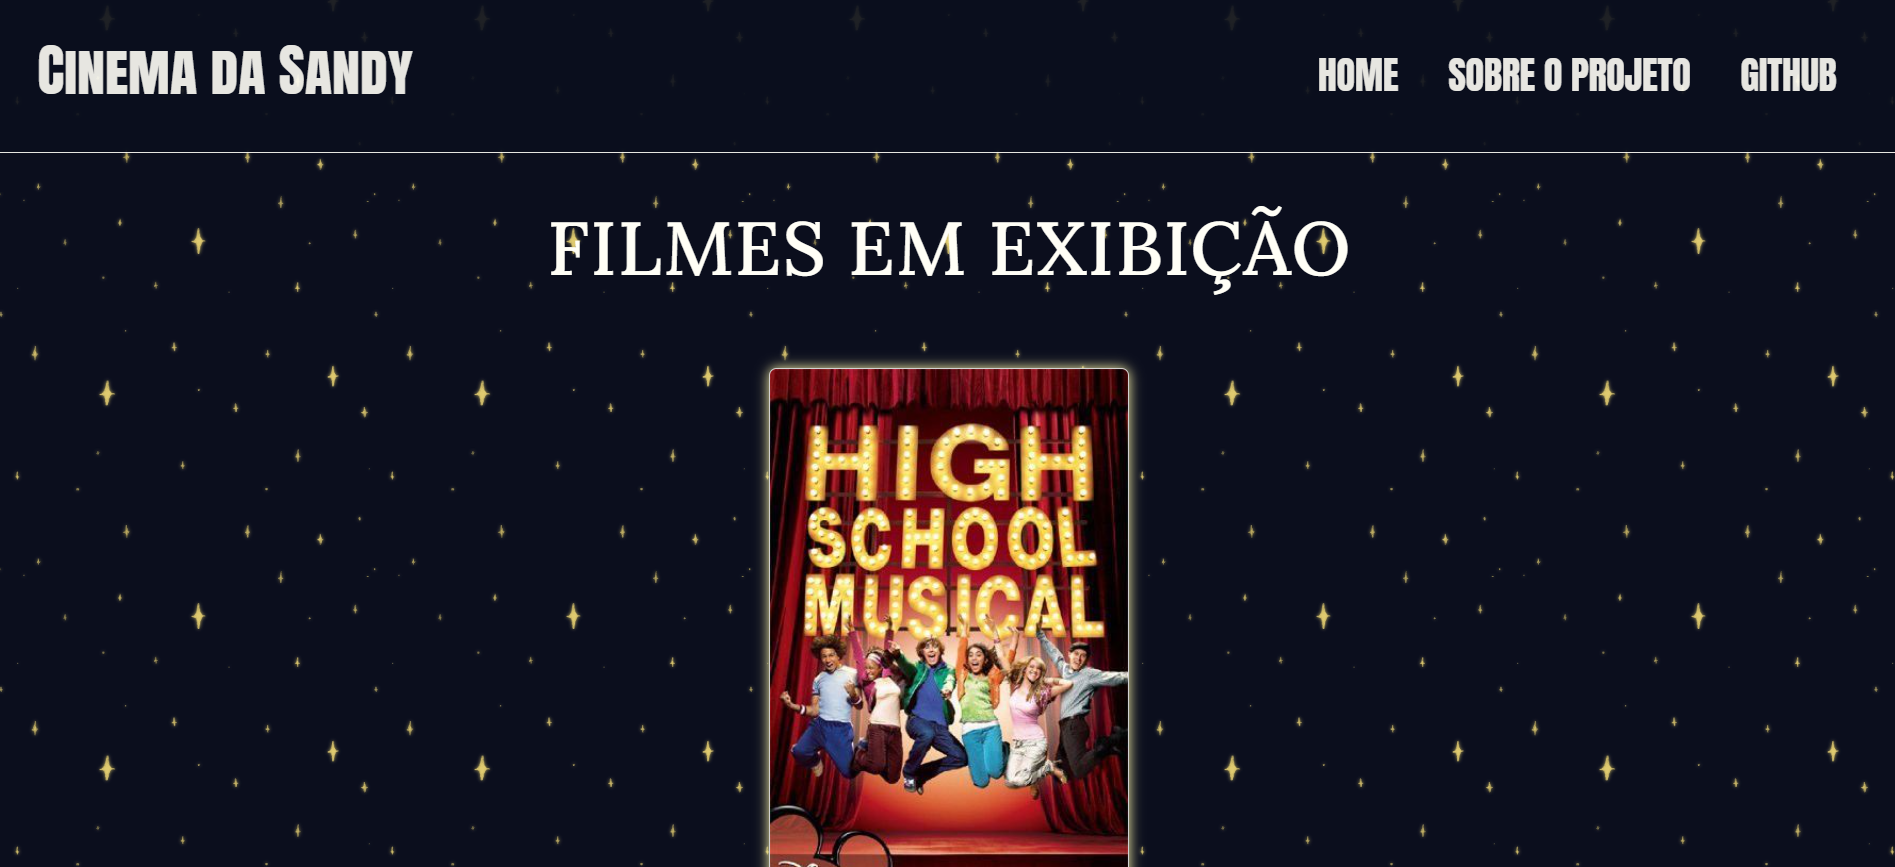 CINEMA DA SANDY
HOME SOBRE O PROJETO GITHUB
FILMES EM EXIBIÇÃO
HIGH
SCHOOL
MUSICAL